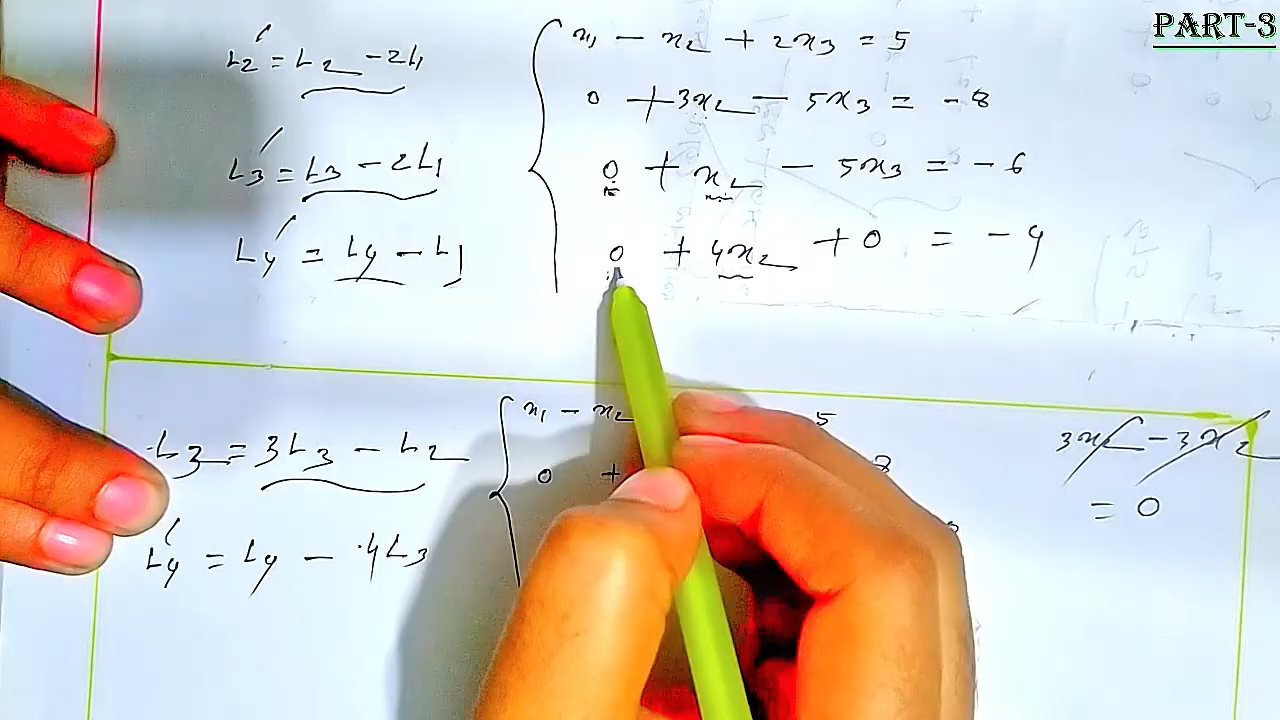 PART-3
L2' = L2 - 2L1
x1 - x2 + 2x3 = 5
0 + 3x2 - 5x3 = -8
L3' = L3 - 2L1
0 + x2 - 5x3 = -6
L4' = L4 - L1
0 + 4x2 + 0 = -4
x1 - x2 5
L3 = 3L3 - L2
0 + 8
3x2 - 3x2
= 0
L4' = L4 - 4L3